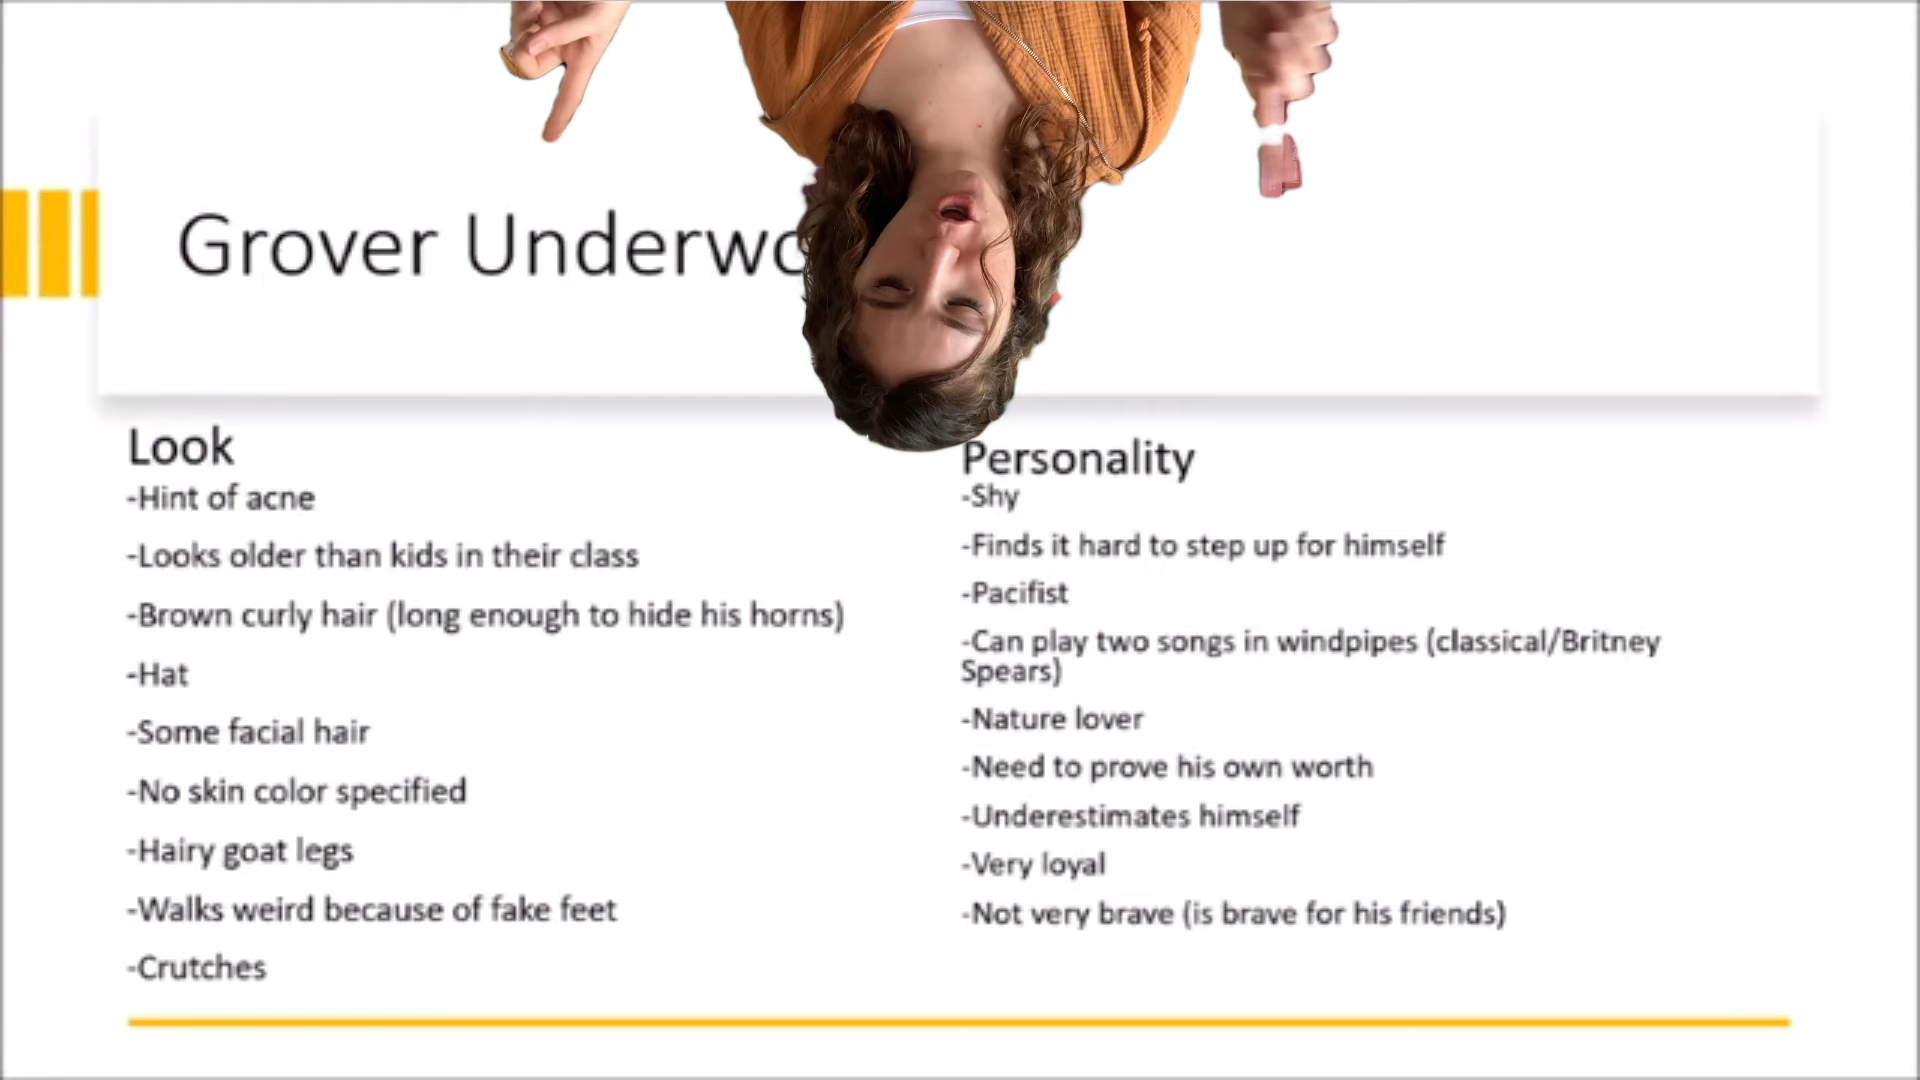 Grover Underwo
Look
-Hint of acne
-Looks older than kids in their class
-Brown curly hair (long enough to hide his horns)
-Hat
-Some facial hair
-No skin color specified
-Hairy goat legs
-Walks weird because of fake feet
-Crutches
Personality
-Shy
-Finds it hard to step up for himself
-Pacifist
-Can play two songs in windpipes (classical/Britney
Spears)
-Nature lover
-Need to prove his own worth
-Underestimates himself
-Very loyal
-Not very brave (is brave for his friends)